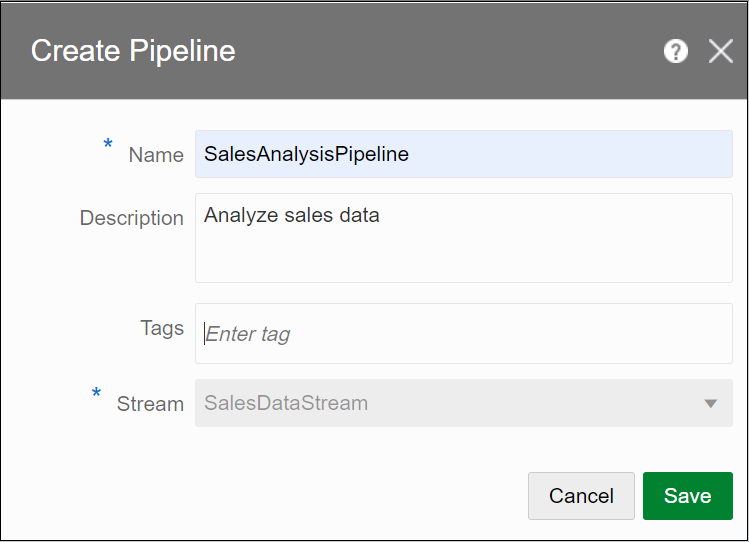 Create Pipeline ?
* Name SalesAnalysisPipeline
Description Analyze sales data
Tags Enter tag
* Stream SalesDataStream
Cancel Save